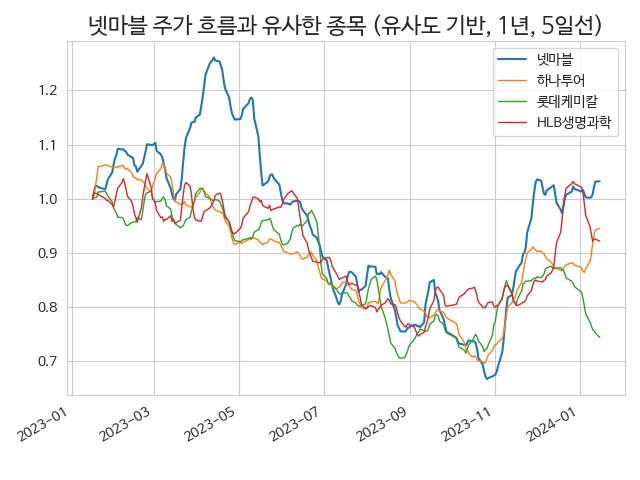 넷마블 주가 흐름과 유사한 종목 (유사도 기반, 1년, 5일선)
넷마블
하나투어
롯데케미칼
HLB생명과학
1.2
1.1
1.0
0.9
0.8
0.7
2023-01
2023-03
2023-05
2023-07
2023-09
2023-11
2024-01